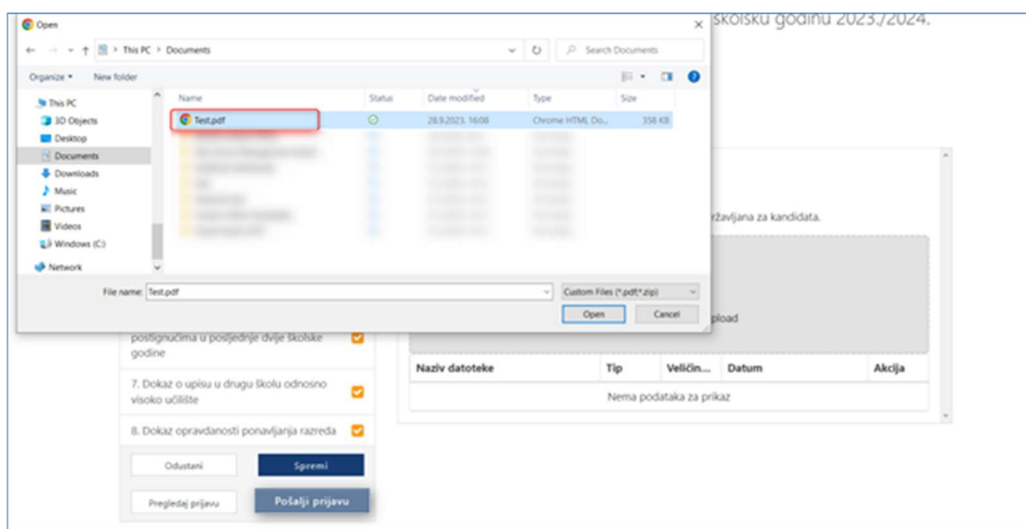 Open
školsku godinu 2023./2024.
This PC > Documents
Search Documents
Organize
New folder
Name Status Date modified Type Size
This PC
3D Objects
Desktop
Documents
Downloads
Music
Pictures
Videos
Windows (C:)
Network
Test.pdf 28.9.2023. 16:08 Chrome HTML Do... 358 KB
ržavljana za kandidata.
File name: Test.pdf Custom Files (*.pdf;*.zip)
Open Cancel
pload
postignućima u posljednje dvije školske
godine
7. Dokaz o upisu u drugu školu odnosno
visoko učilište
8. Dokaz opravdanosti ponavljanja razreda
Naziv datoteke Tip Veličin... Datum Akcija
Nema podataka za prikaz
Odustani Spremi
Pregledaj prijavu Pošalji prijavu